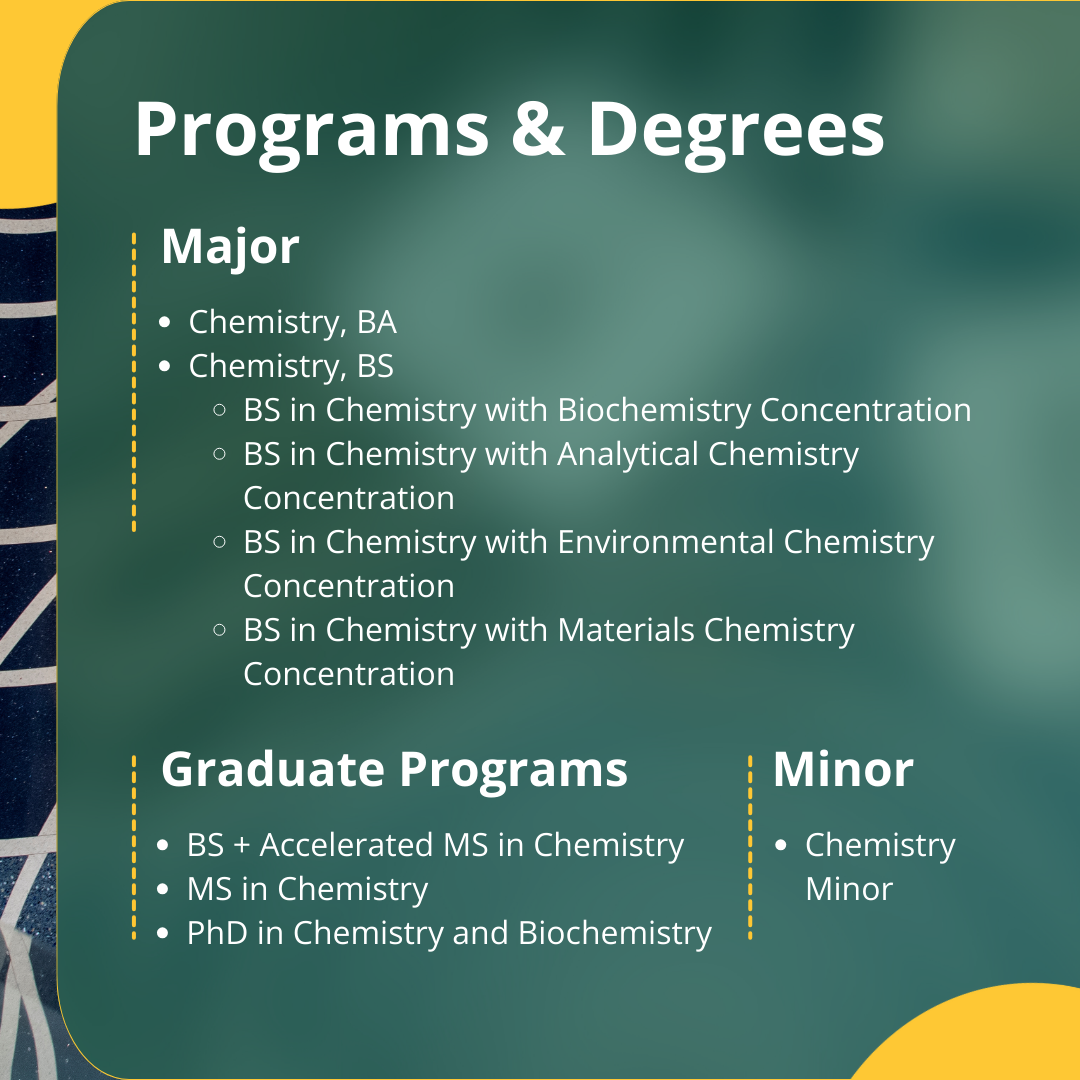 Programs & Degrees
Major
• Chemistry, BA
• Chemistry, BS
○ BS in Chemistry with Biochemistry Concentration
○ BS in Chemistry with Analytical Chemistry
Concentration
○ BS in Chemistry with Environmental Chemistry
Concentration
○ BS in Chemistry with Materials Chemistry
Concentration
Graduate Programs
• BS + Accelerated MS in Chemistry
• MS in Chemistry
• PhD in Chemistry and Biochemistry
Minor
• Chemistry
Minor